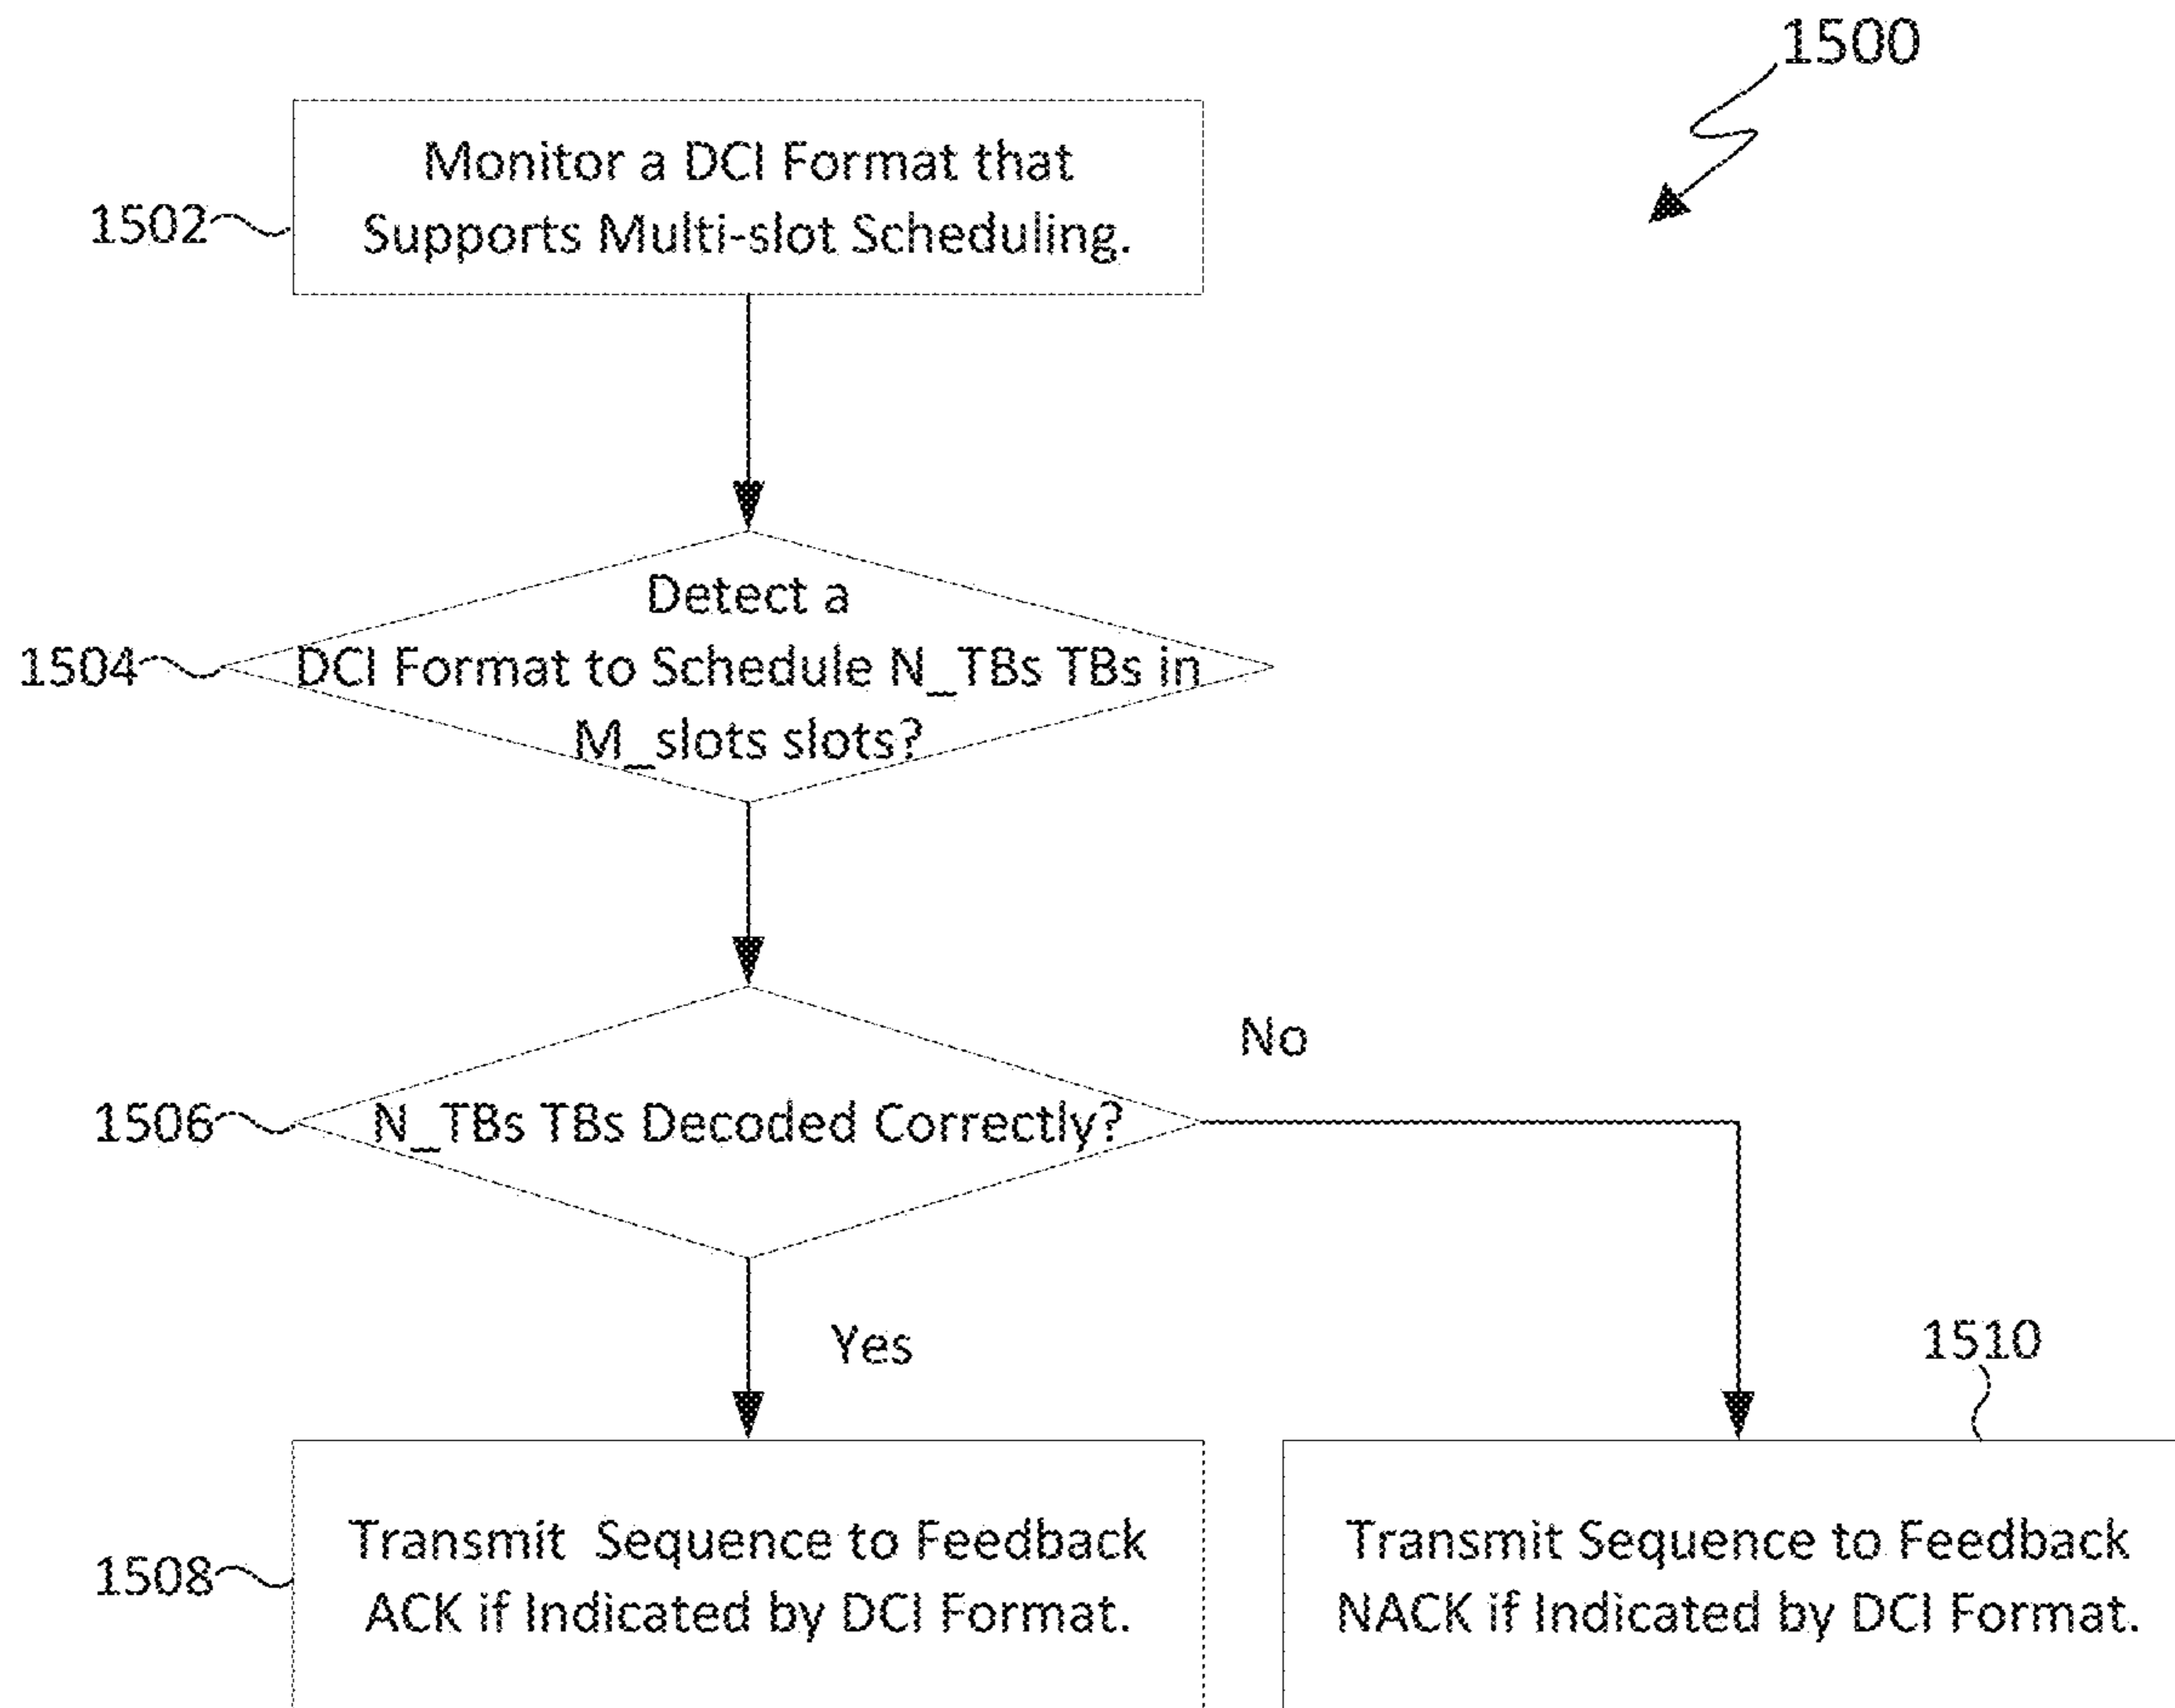 1500
Monitor a DCI Format that
1502
Supports Multi-slot Scheduling.
Detect a
1504
DCI Format to Schedule N_TBs TBs in
M_slots slots?
No
1506
N_TBs TBs Decoded Correctly?
Yes
1510
Transmit Sequence to Feedback
1508
ACK if Indicated by DCI Format.
Transmit Sequence to Feedback
NACK if Indicated by DCI Format.